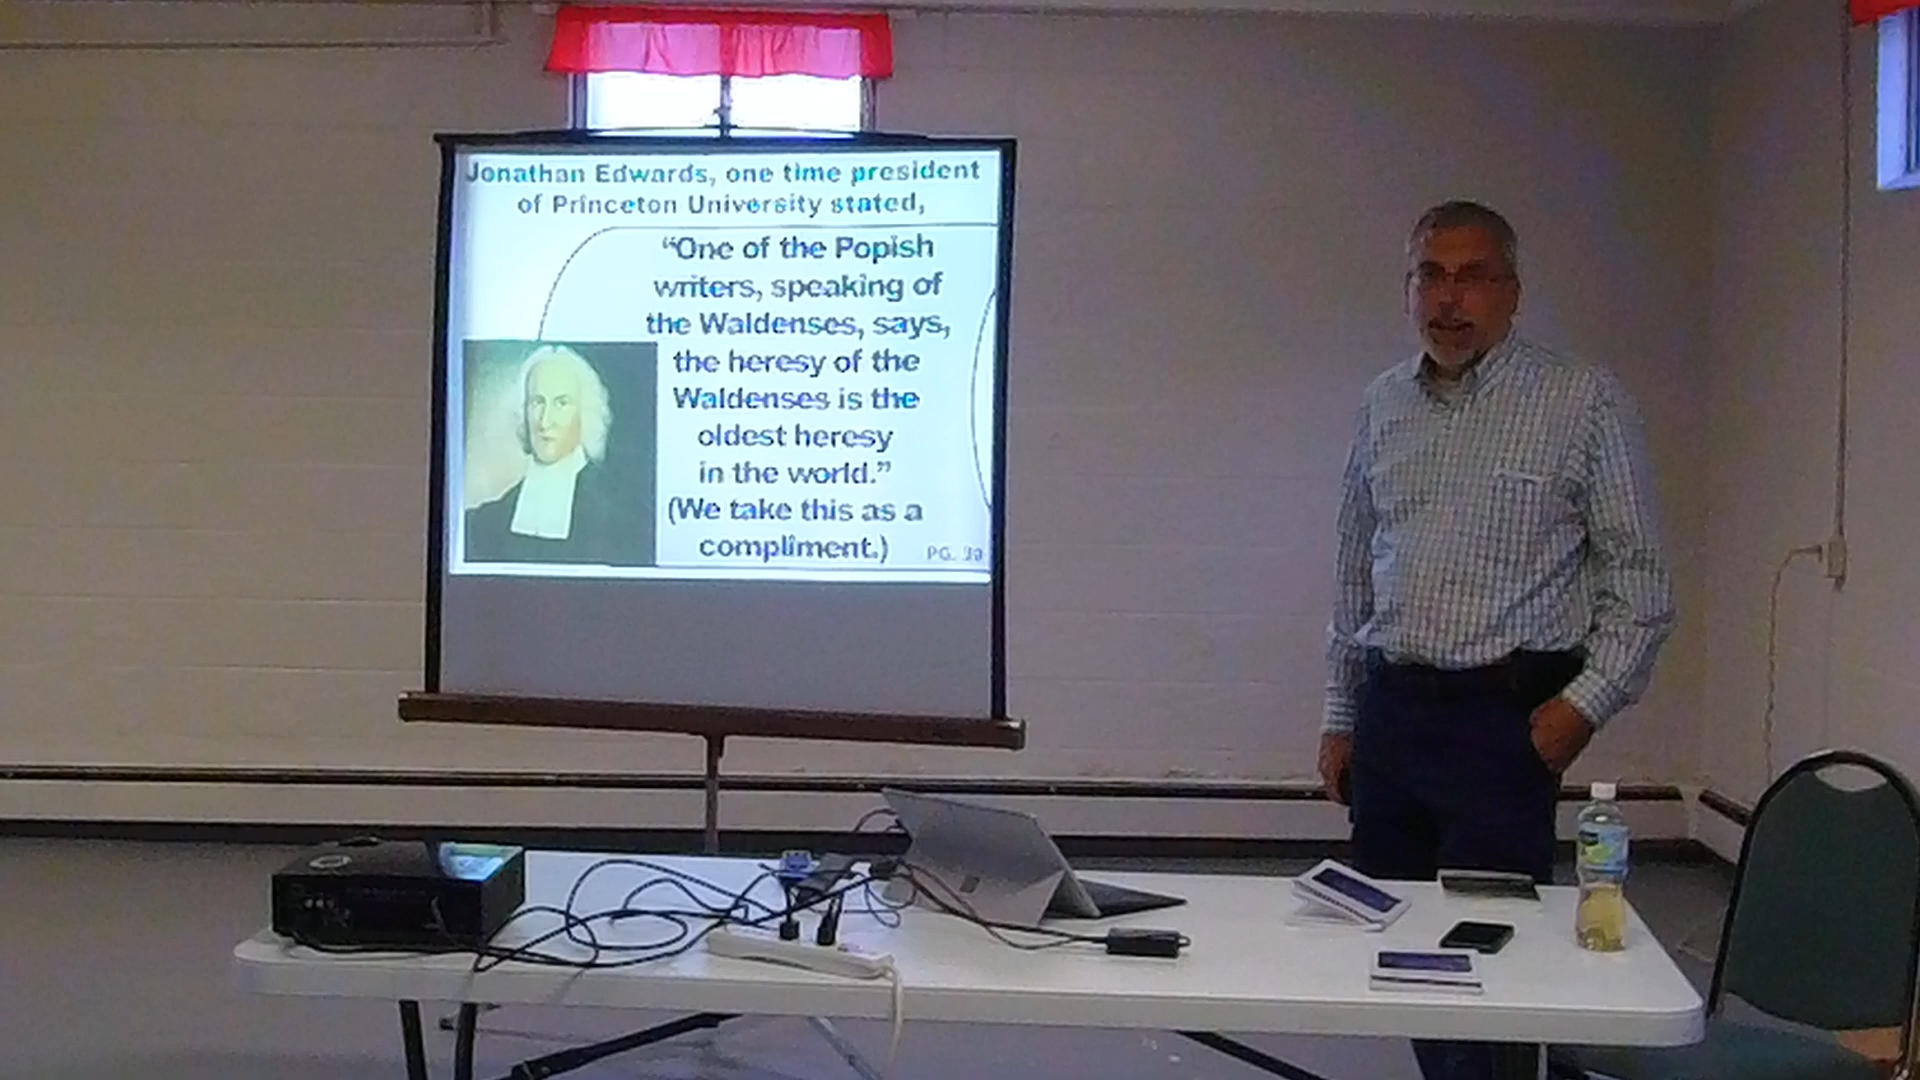 Jonathan Edwards, one time president
of Princeton University stated,
“One of the Popish
writers, speaking of
the Waldenses, says,
the heresy of the
Waldenses is the
oldest heresy
in the world.”
(We take this as a
compliment.)
PG.